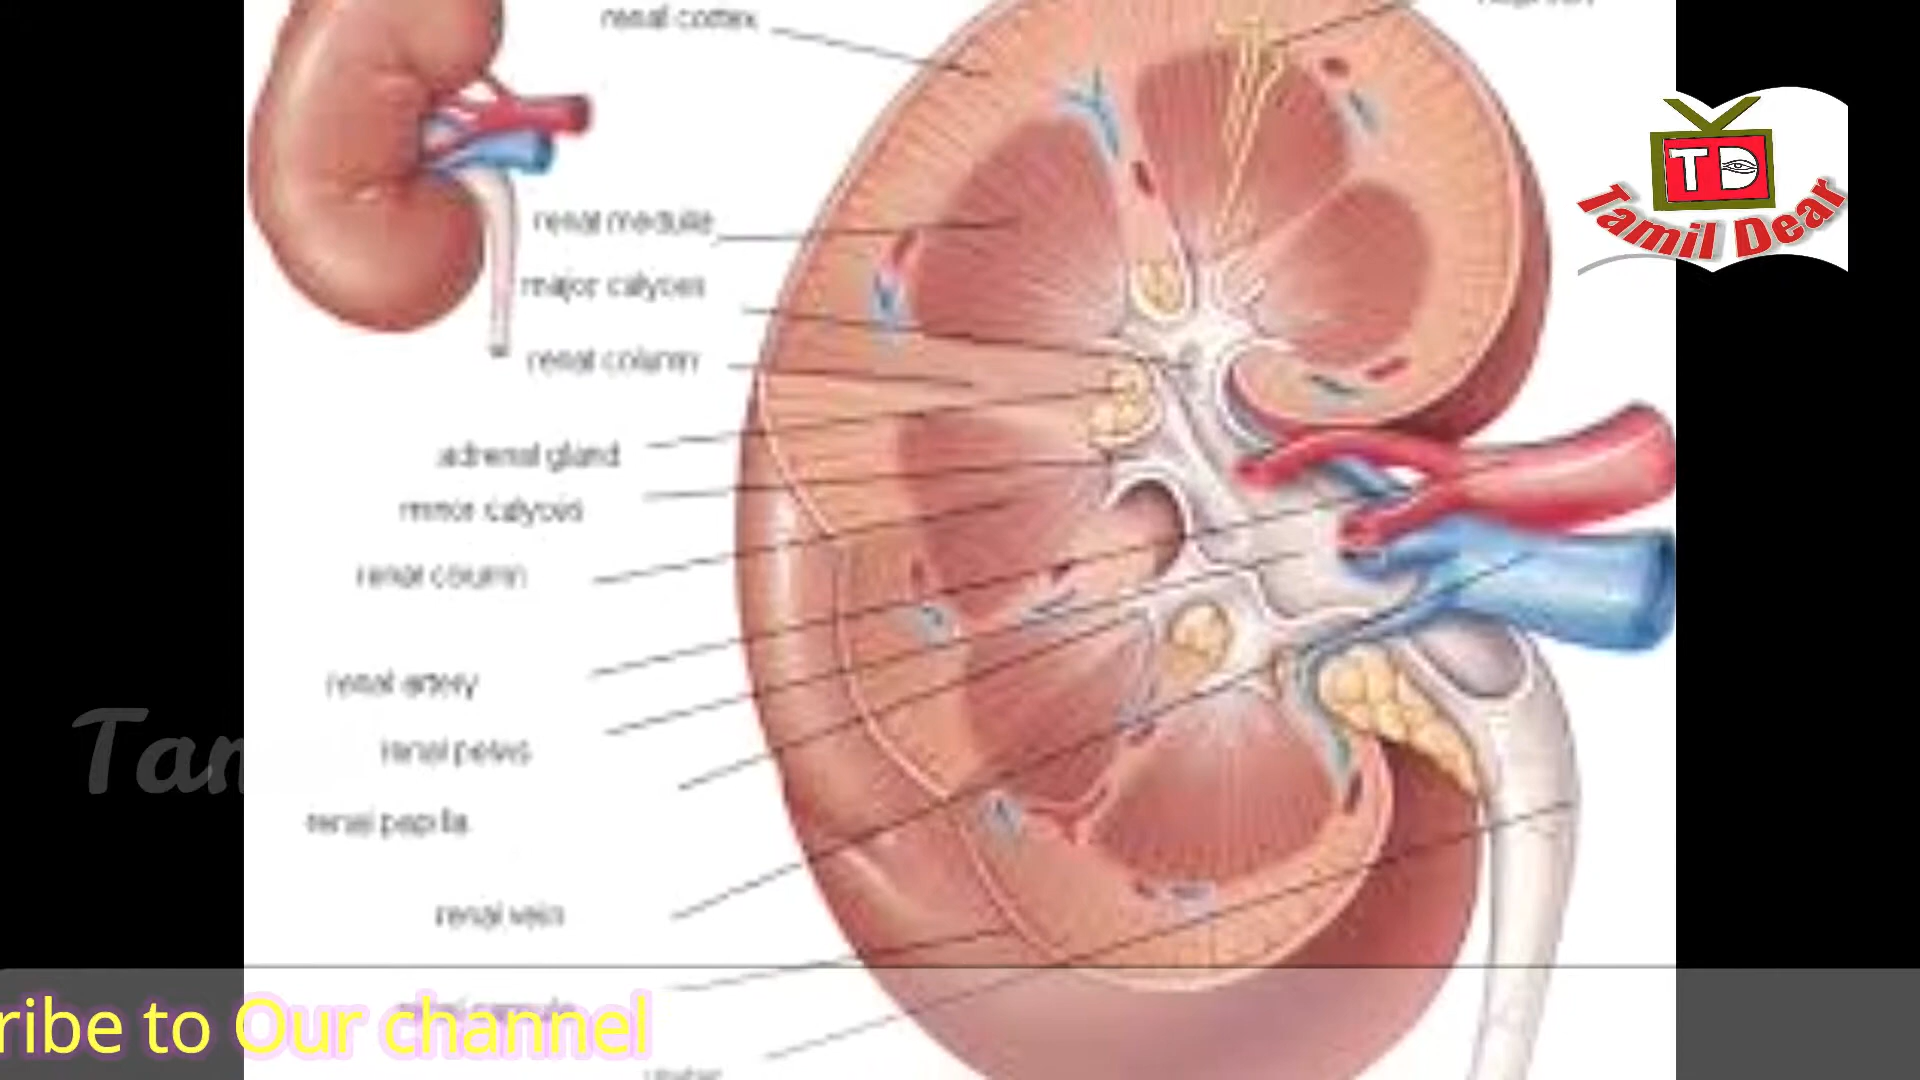 renal cortex
TD
Tamil Dear
renal medulla
major calyces
renal column
adrenal gland
minor calyces
renal column
renal artery
Tam
renal pelvis
renal papilla
renal vein
ribe to Our channel